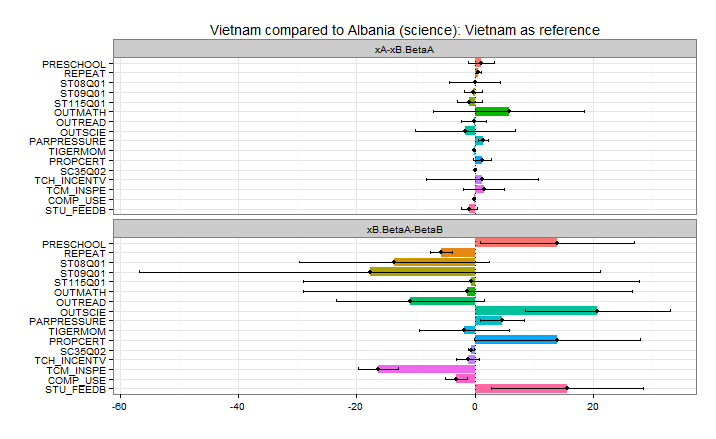 Vietnam compared to Albania (science): Vietnam as reference
xA-xB.BetaA
PRESCHOOL
REPEAT
ST08Q01
ST09Q01
ST115Q01
OUTMATH
OUTREAD
OUTSCIE
PARPRESSURE
TIGERMOM
PROPCERT
SC35Q02
TCH_INCENTV
TCM_INSPE
COMP_USE
STU_FEEDB
xB.BetaA-BetaB
PRESCHOOL
REPEAT
ST08Q01
ST09Q01
ST115Q01
OUTMATH
OUTREAD
OUTSCIE
PARPRESSURE
TIGERMOM
PROPCERT
SC35Q02
TCH_INCENTV
TCM_INSPE
COMP_USE
STU_FEEDB
-60 -40 -20 0 20